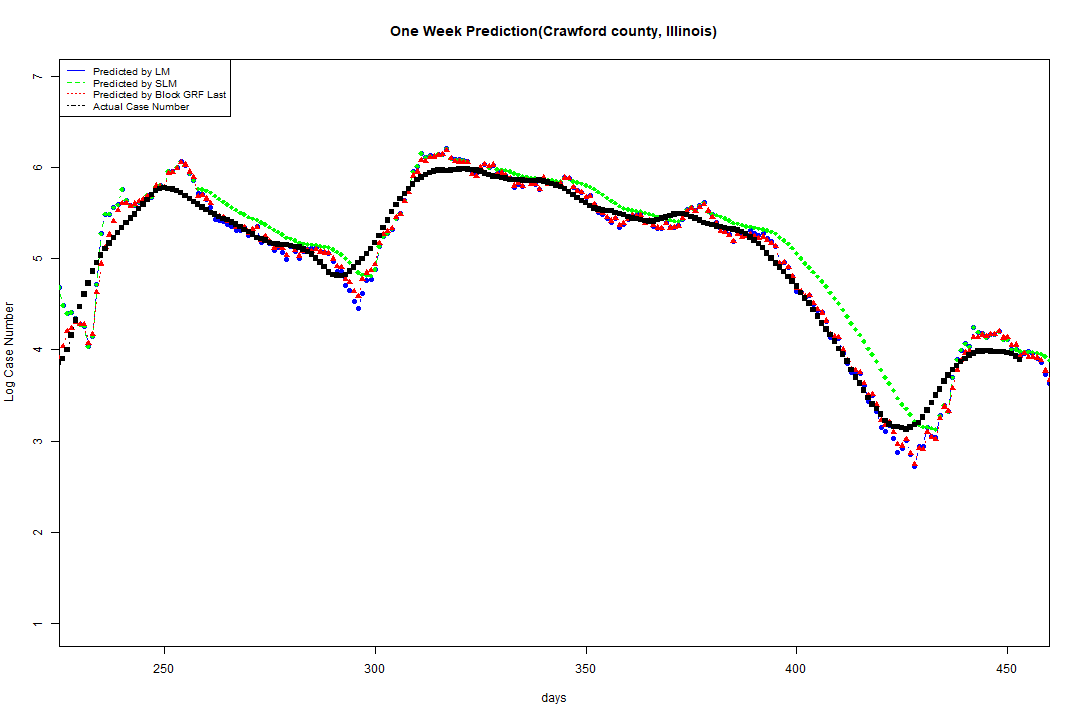 One Week Prediction(Crawford county, Illinois)
Predicted by LM
Predicted by SLM
Predicted by Block GRF Last
Actual Case Number
7
6
5
4
3
2
1
Log Case Number
250 300 350 400 450
days